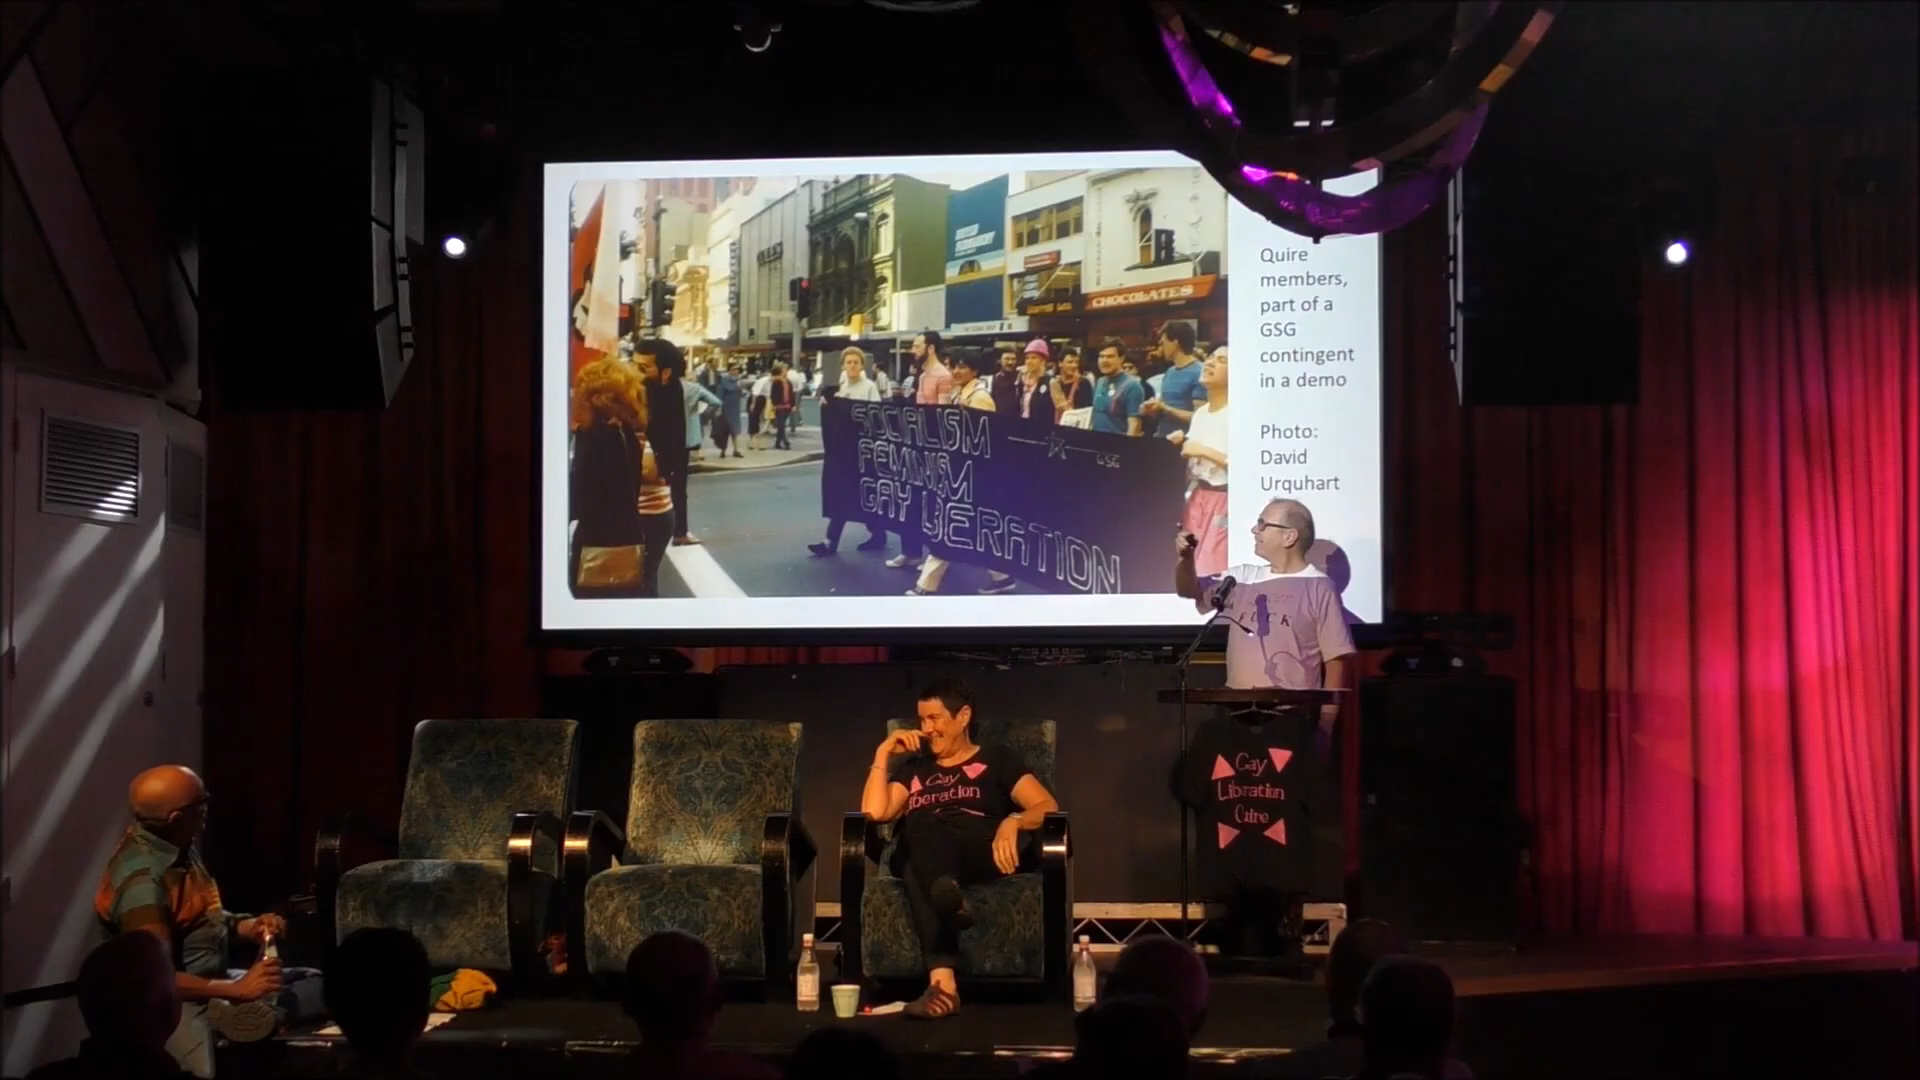 Quire
members,
part of a
GSG
contingent
in a demo
Photo:
David
Urquhart
CHOCOLATES
SOCIALISM
FEMINISM
GAY LIBERATION
GSG
Gay
Liberation
Quire
Gay
liberation